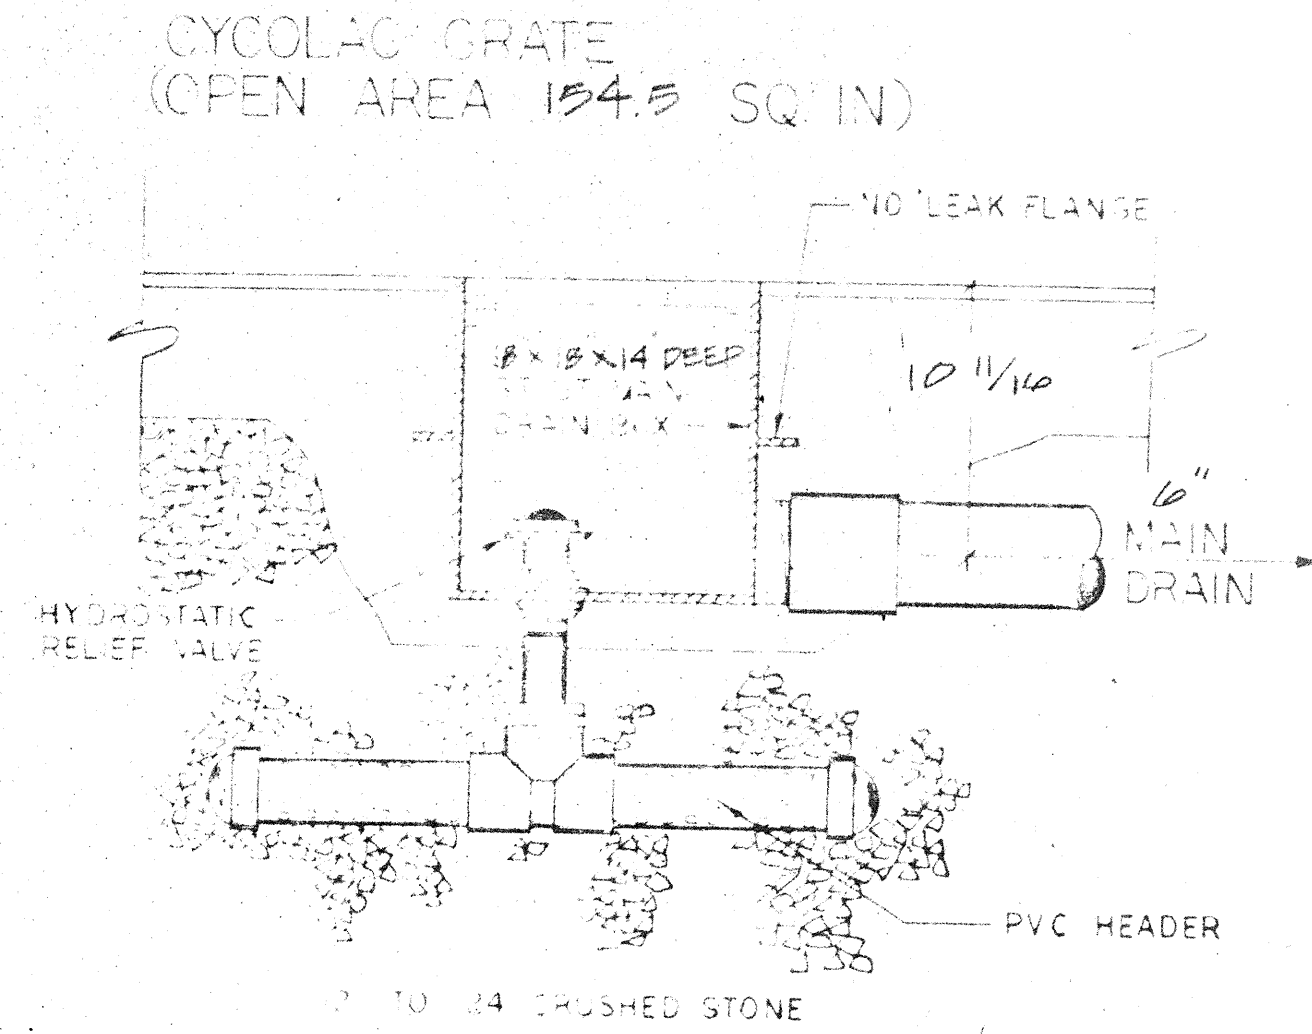 CYCOLAC GRATE
(OPEN AREA 154.5 SQ IN)
NO LEAK FLANGE
18 x 18 x 14 DEEP
DRAIN BOX
10 11/16
6"
MAIN
DRAIN
HYDROSTATIC
RELIEF VALVE
PVC HEADER
TO 24 CRUSHED STONE